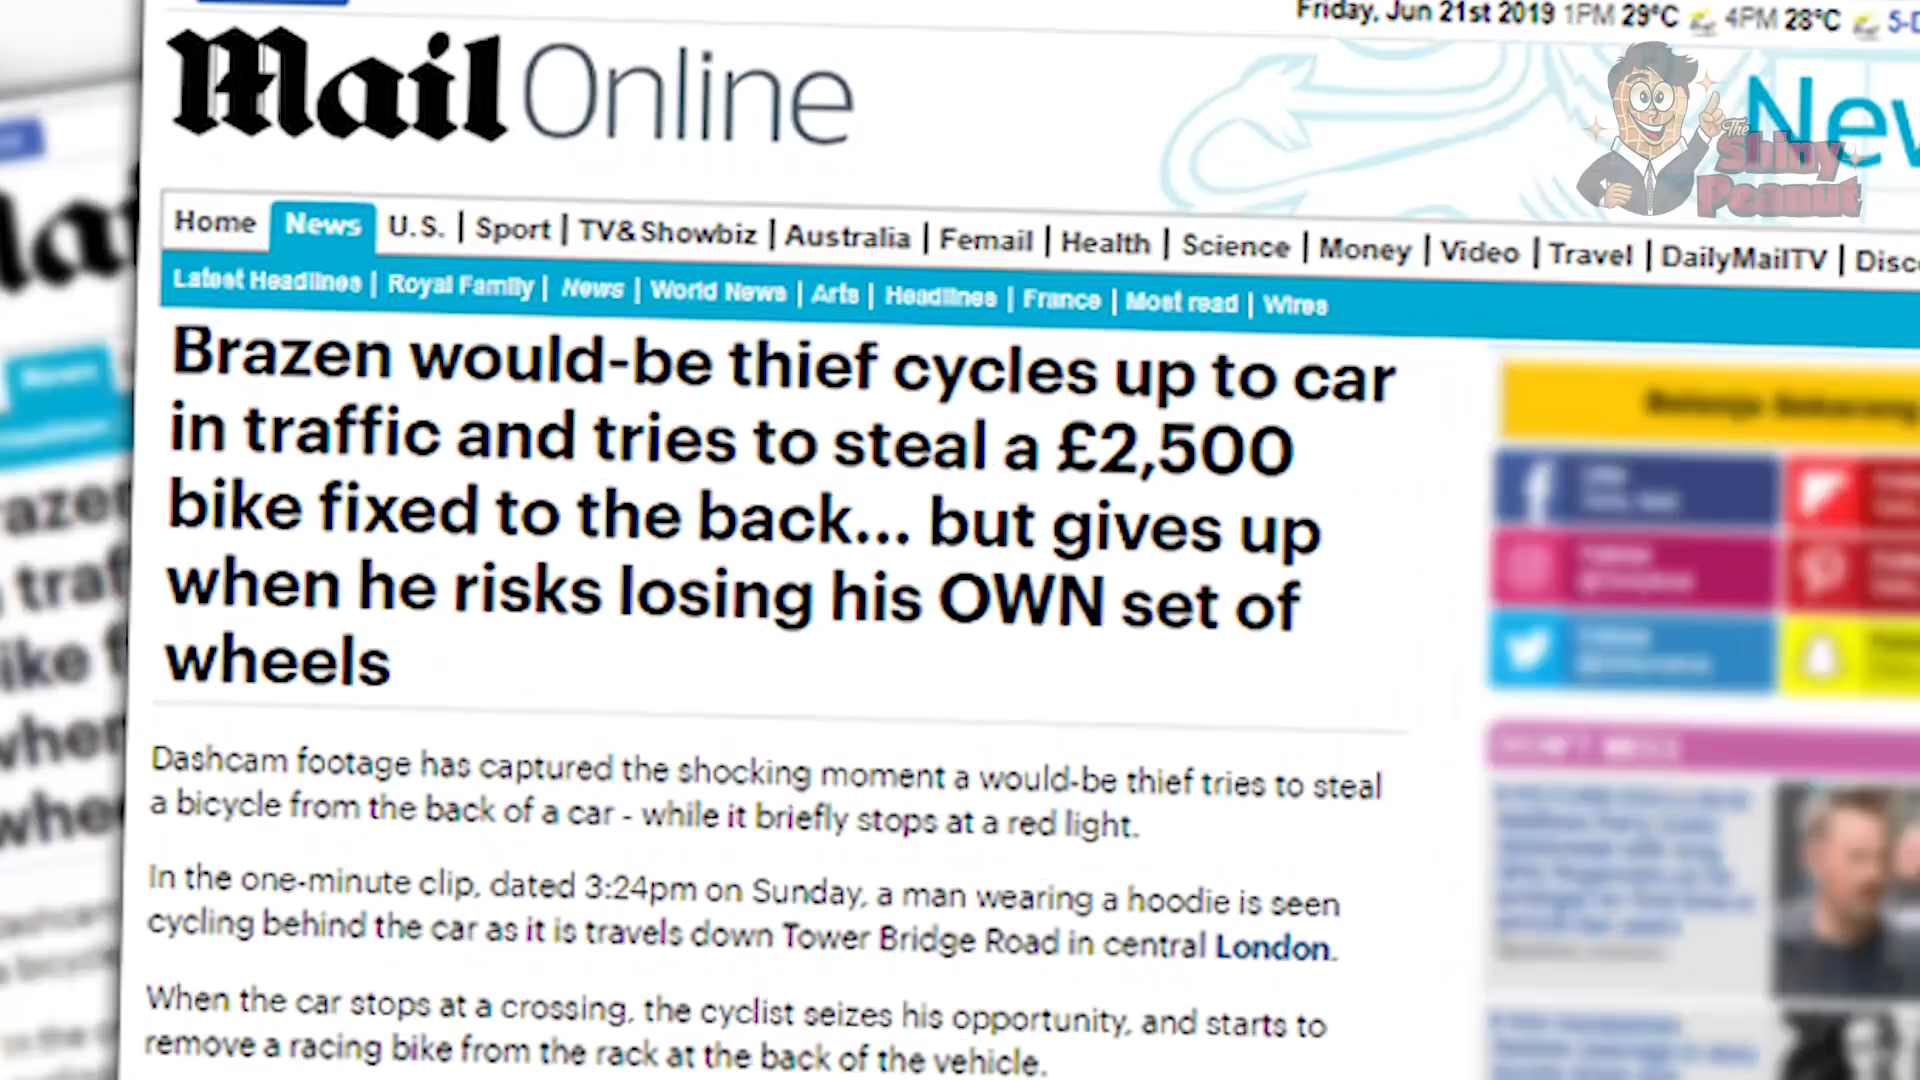 Friday, Jun 21st 2019 1PM 29°C 4PM 28°C 5-D
Mail Online
New
The
Shiny
Peanut
Home News U.S. | Sport | TV&Showbiz | Australia | Femail | Health | Science | Money | Video | Travel | DailyMailTV | Disco
Latest Headlines | Royal Family | News | World News | Arts | Headlines | France | Most read | Wires
Brazen would-be thief cycles up to car
in traffic and tries to steal a £2,500
bike fixed to the back... but gives up
when he risks losing his OWN set of
wheels
Dashcam footage has captured the shocking moment a would-be thief tries to steal
a bicycle from the back of a car - while it briefly stops at a red light.
In the one-minute clip, dated 3:24pm on Sunday, a man wearing a hoodie is seen
cycling behind the car as it is travels down Tower Bridge Road in central London.
When the car stops at a crossing, the cyclist seizes his opportunity, and starts to
remove a racing bike from the rack at the back of the vehicle.